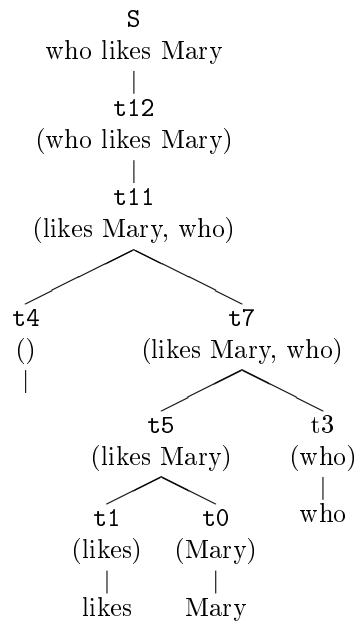 S
who likes Mary
t12
(who likes Mary)
t11
(likes Mary, who)
t4 t7
() (likes Mary, who)
t5 t3
(likes Mary) (who)
t1 t0 who
(likes) (Mary)
likes Mary